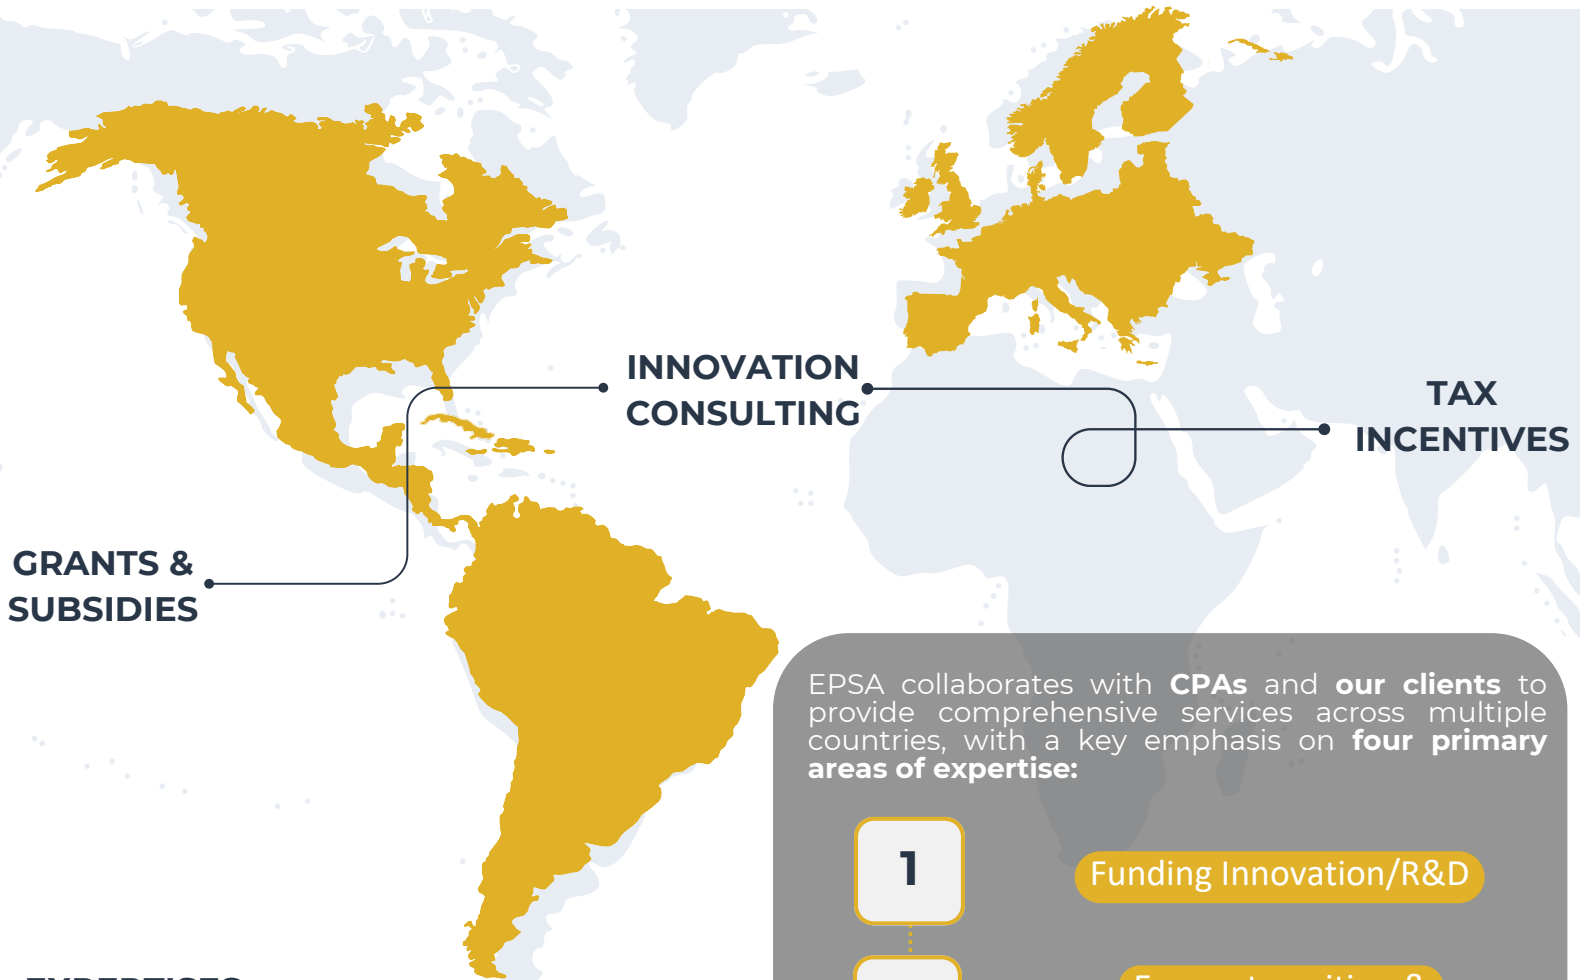 INNOVATION
CONSULTING
TAX
INCENTIVES
GRANTS &
SUBSIDIES
EPSA collaborates with CPAs and our clients to
provide comprehensive services across multiple
countries, with a key emphasis on four primary
areas of expertise:
1
Funding Innovation/R&D